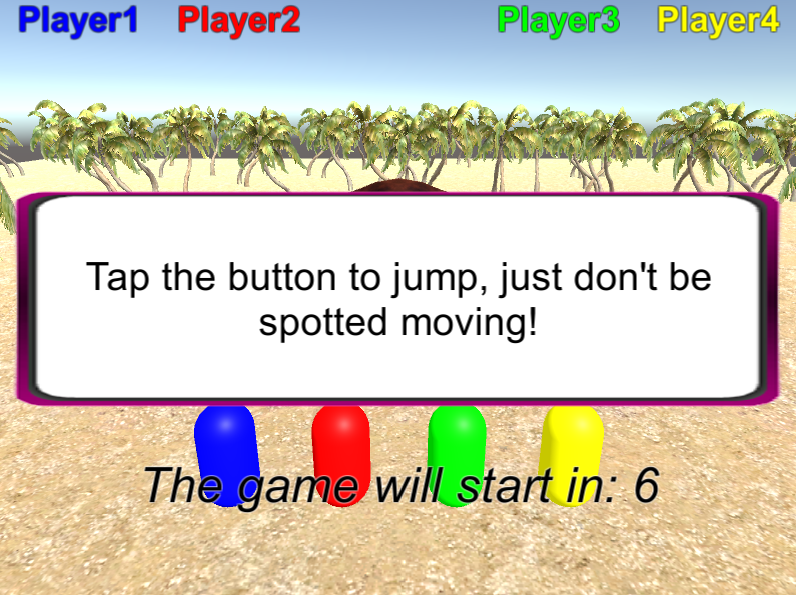 Player1 Player2 Player3 Player4
Tap the button to jump, just don't be
spotted moving!
The game will start in: 6